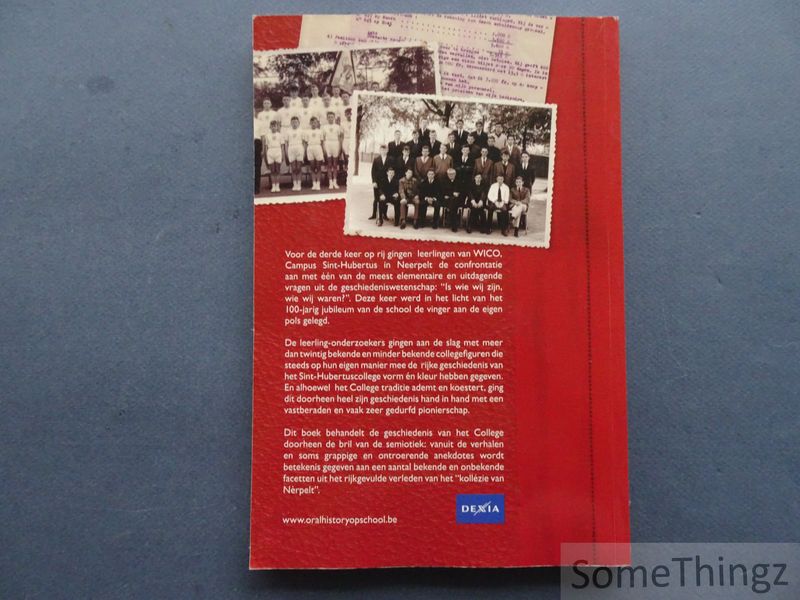 Voor de derde keer op rij gingen leerlingen van WICO,
Campus Sint-Hubertus in Neerpelt de confrontatie
aan met één van de meest elementaire en uitdagende
vragen uit de geschiedeniswetenschap: “Is wie wij zijn,
wie wij waren?”. Deze keer werd in het licht van het
100-jarig jubileum van de school de vinger aan de eigen
pols gelegd.
De leerling-onderzoekers gingen aan de slag met meer
dan twintig bekende en minder bekende collegefiguren die
steeds op hun eigen manier mee de rijke geschiedenis van
het Sint-Hubertuscollege vorm én kleur hebben gegeven.
En alhoewel het College traditie ademt en koestert, ging
dit doorheen heel zijn geschiedenis hand in hand met een
vastberaden en vaak zeer gedurfd pionierschap.
Dit boek behandelt de geschiedenis van het College
doorheen de bril van de semiotiek: vanuit de verhalen
en soms grappige en ontroerende anekdotes wordt
betekenis gegeven aan een aantal bekende en onbekende
facetten uit het rijkgevulde verleden van het “kollézie van
Nèrpelt”.
www.oralhistoryopschool.be
DEXIA
SomeThingz